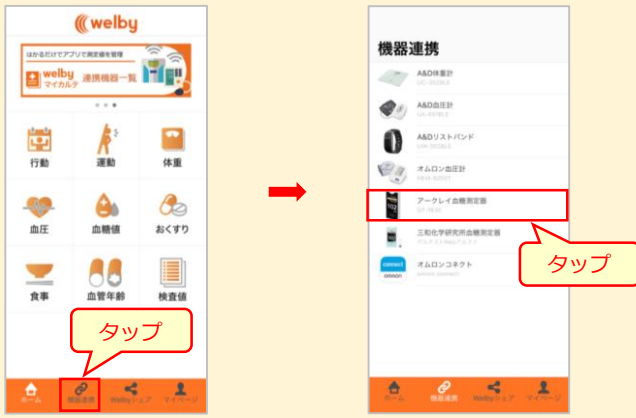 welby
はかるだけでアプリで測定値を管理
welby
マイカルテ
連携機器一覧
行動
運動
体重
血圧
血糖値
おくすり
食事
血管年齢
検査値
タップ
ホーム
機器連携
Welbyシェア
マイページ
機器連携
A&D体重計
A&D血圧計
A&Dリストバンド
オムロン血圧計
アークレイ血糖測定器
三和化学研究所血糖測定器
オムロンコネクト
connect
omron
タップ
ホーム
機器連携
Welbyシェア
マイページ